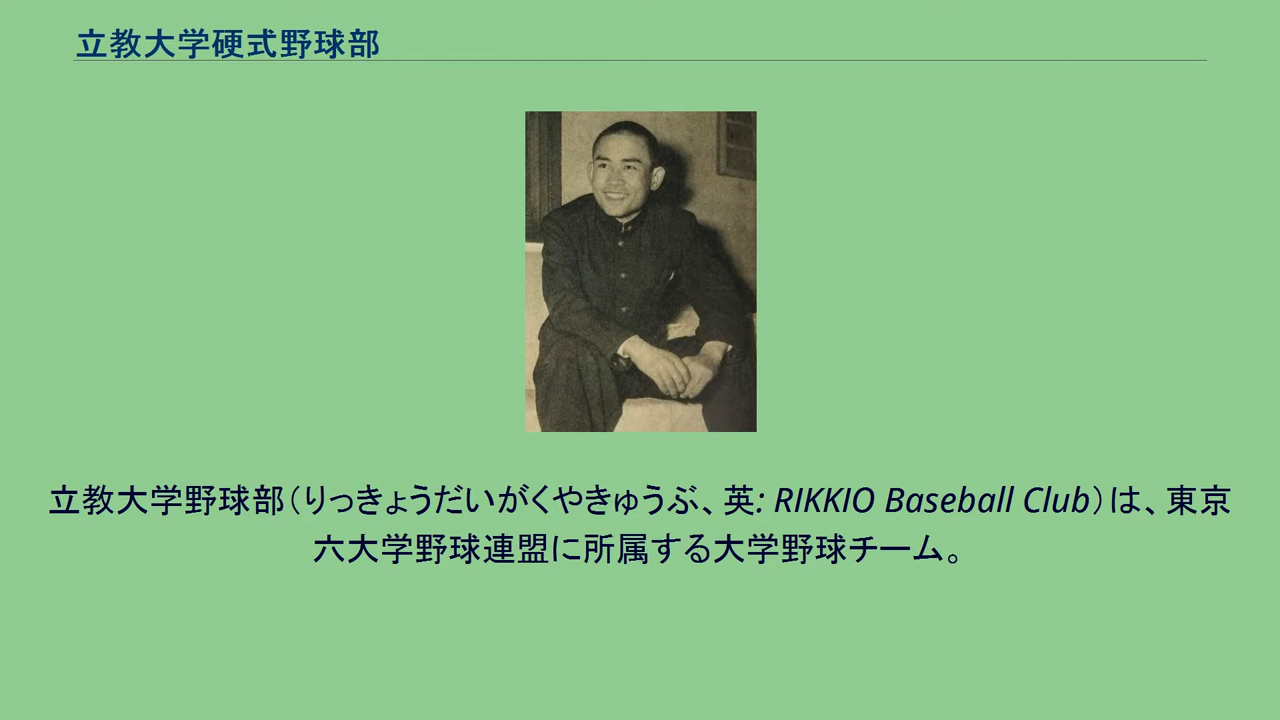 立教大学硬式野球部
立教大学野球部（りっきょうだいがくやきゅうぶ、英: RIKKIO Baseball Club）は、東京
六大学野球連盟に所属する大学野球チーム。